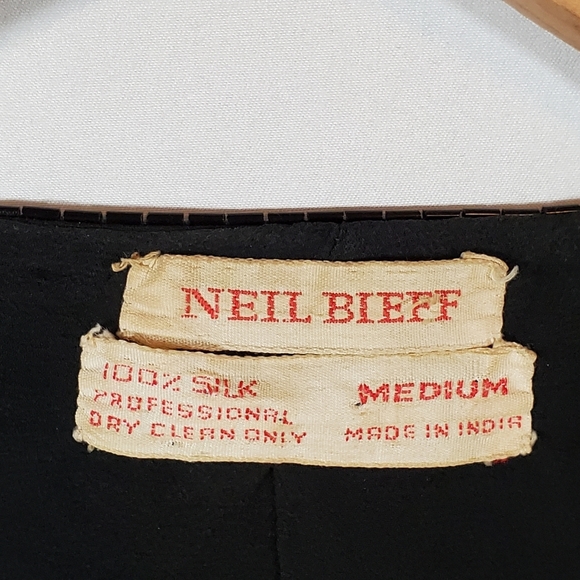 NEIL BIEFF
100% SILK
PROFESSIONAL
DRY CLEAN ONLY
MEDIUM
MADE IN INDIA